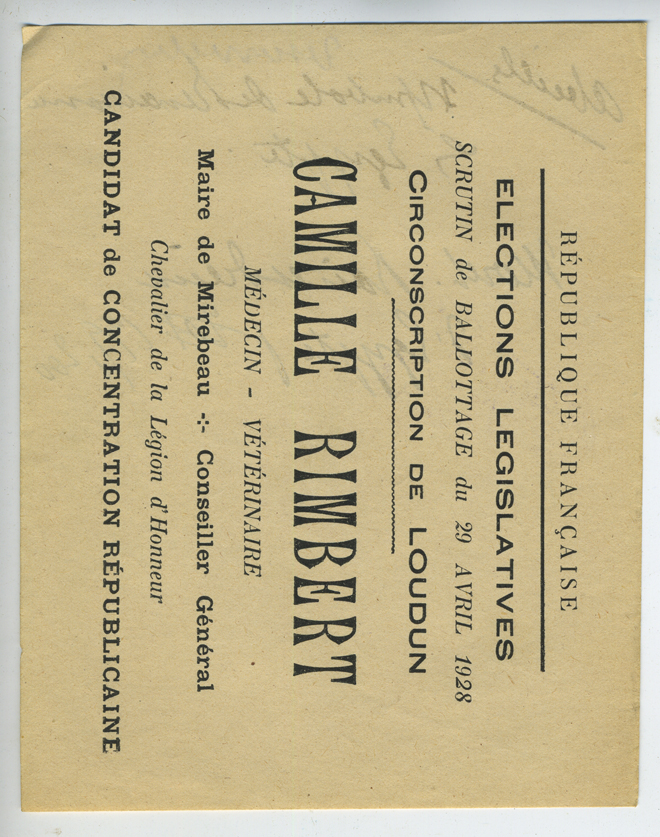 RÉPUBLIQUE FRANÇAISE
ELECTIONS LEGISLATIVES
SCRUTIN de BALLOTTAGE du 29 AVRIL 1928
CIRCONSCRIPTION DE LOUDUN
CAMILLE RIMBERT
MÉDECIN - VÉTÉRINAIRE
Maire de Mirebeau ⁘ Conseiller Général
Chevalier de la Légion d'Honneur
CANDIDAT de CONCENTRATION RÉPUBLICAINE